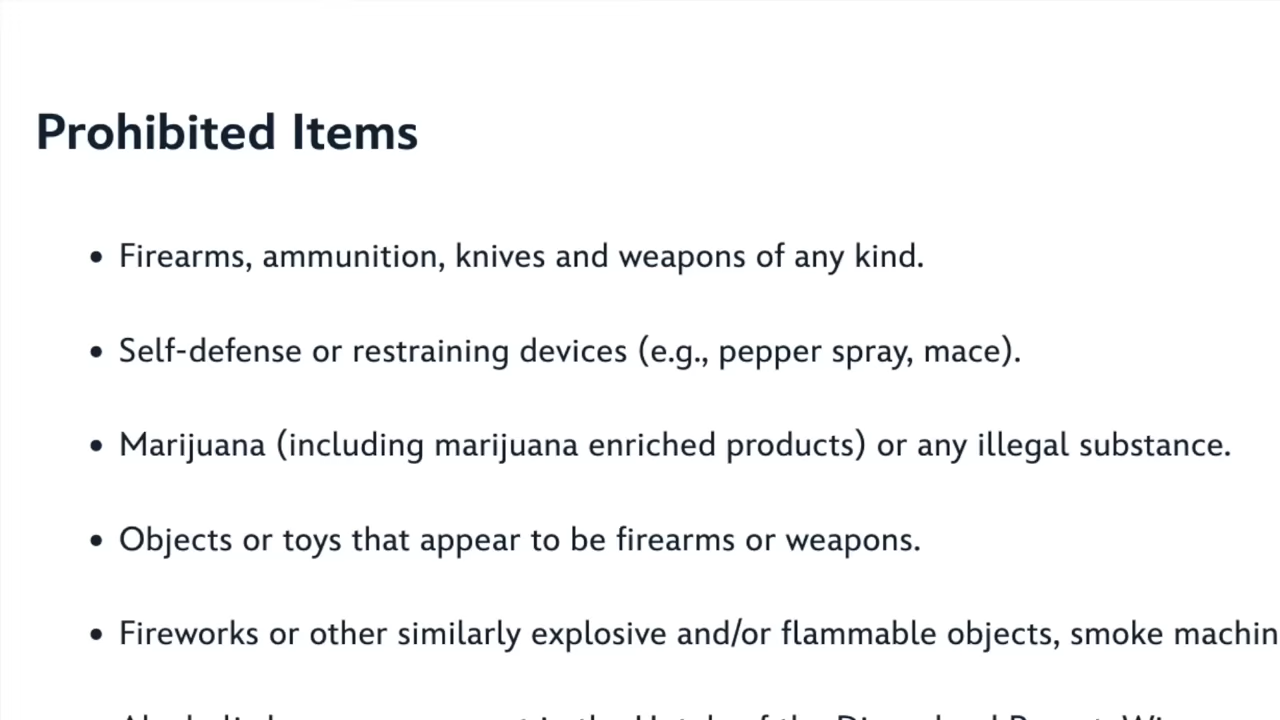 Prohibited Items
• Firearms, ammunition, knives and weapons of any kind.
• Self-defense or restraining devices (e.g., pepper spray, mace).
• Marijuana (including marijuana enriched products) or any illegal substance.
• Objects or toys that appear to be firearms or weapons.
• Fireworks or other similarly explosive and/or flammable objects, smoke machin